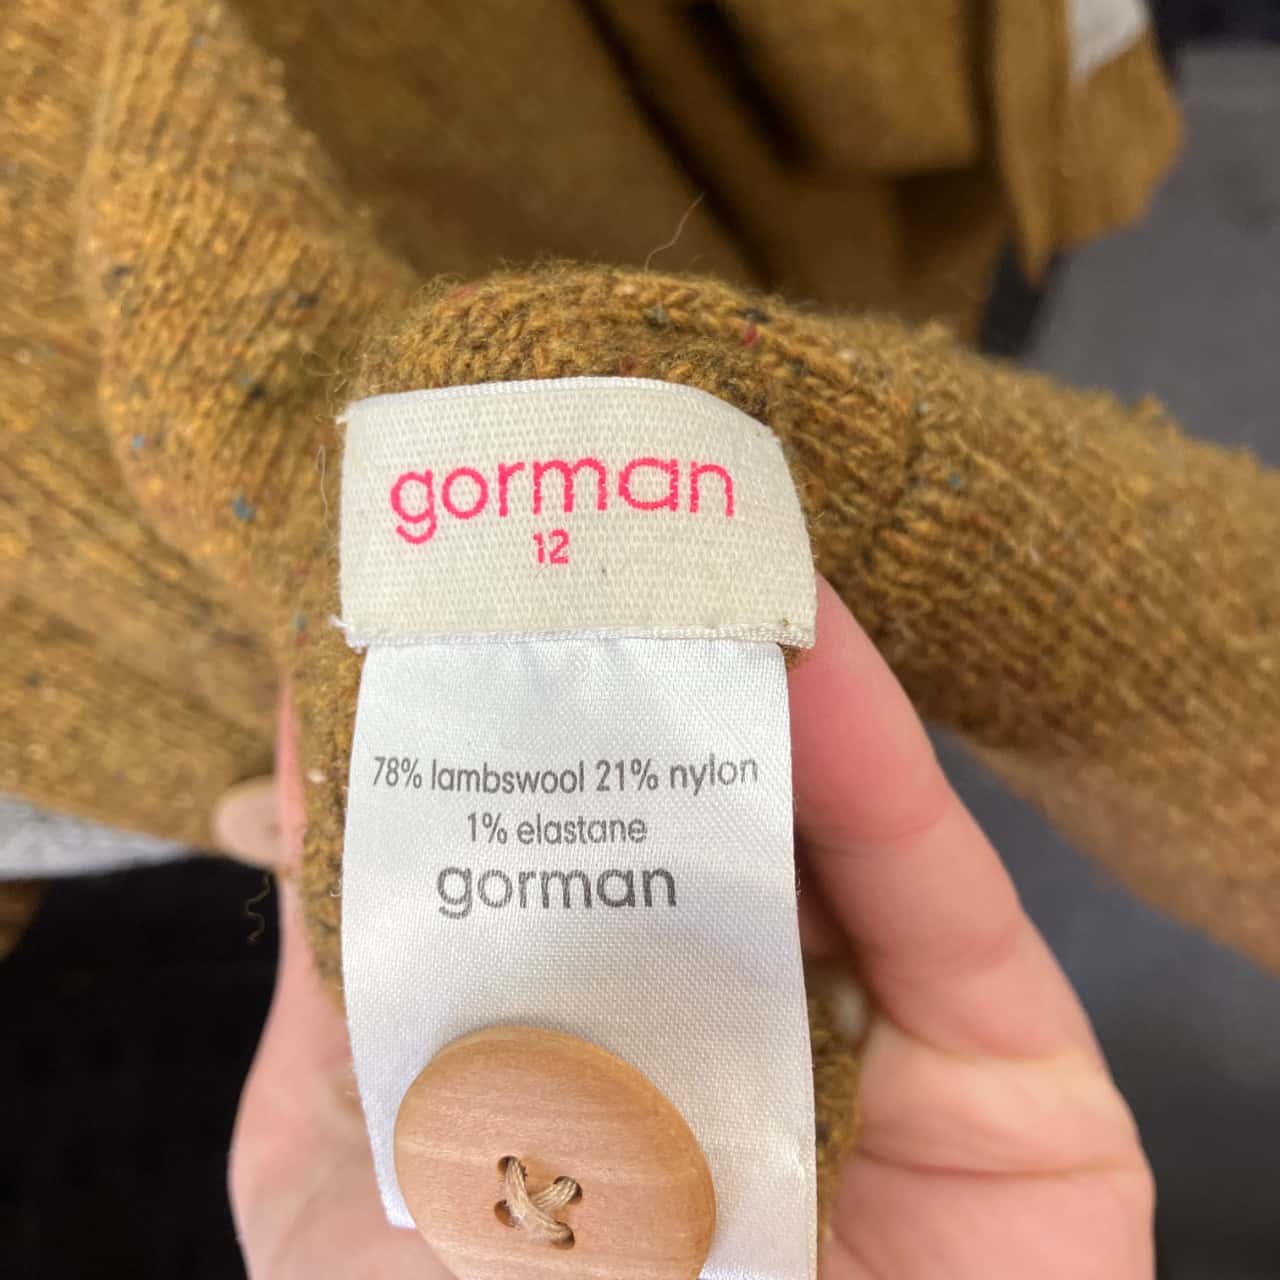 gorman
12
78% lambswool 21% nylon
1% elastane
gorman